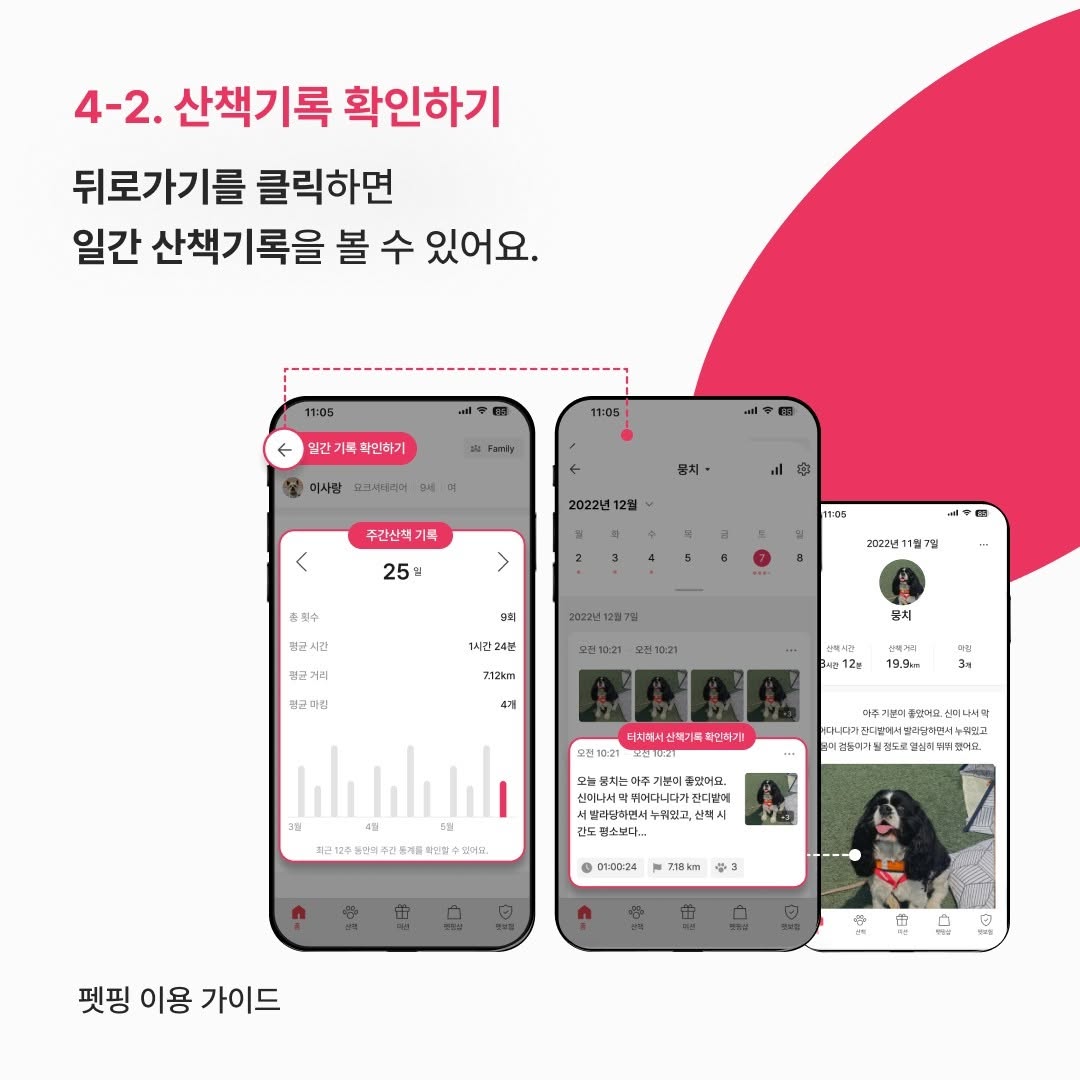 4-2. 산책기록 확인하기
뒤로가기를 클릭하면
일간 산책기록을 볼 수 있어요.
11:05
85
일간 기록 확인하기
Family
이사랑
요크셔테리어
9세
여
주간산책 기록
25 일
총 횟수
9회
평균 시간
1시간 24분
평균 거리
7.12km
평균 마킹
4개
3월
4월
5월
최근 12주 동안의 주간 통계를 확인할 수 있어요.
홈
산책
미션
펫핑샵
펫보험
11:05
85
뭉치
2022년 12월
월 화 수 목 금 토 일
2 3 4 5 6 7 8
2022년 12월 7일
오전 10:21 오전 10:21
+3
터치해서 산책기록 확인하기!
오전 10:21 오전 10:21
오늘 뭉치는 아주 기분이 좋았어요.
신이나서 막 뛰어다니다가 잔디밭에
서 발라당하면서 누워있고, 산책 시
간도 평소보다...
+3
01:00:24
7.18 km
3
홈
산책
미션
펫핑샵
펫보험
11:05
85
2022년 11월 7일
뭉치
산책 시간
산책 거리
마킹
3시간 12분
19.9km
3개
아주 기분이 좋았어요. 신이 나서 막
어다니다가 잔디밭에서 발라당하면서 누워있고
몸이 검둥이가 될 정도로 열심히 뛰뛰 했어요.
산책
미션
펫핑샵
펫보험
펫핑 이용 가이드